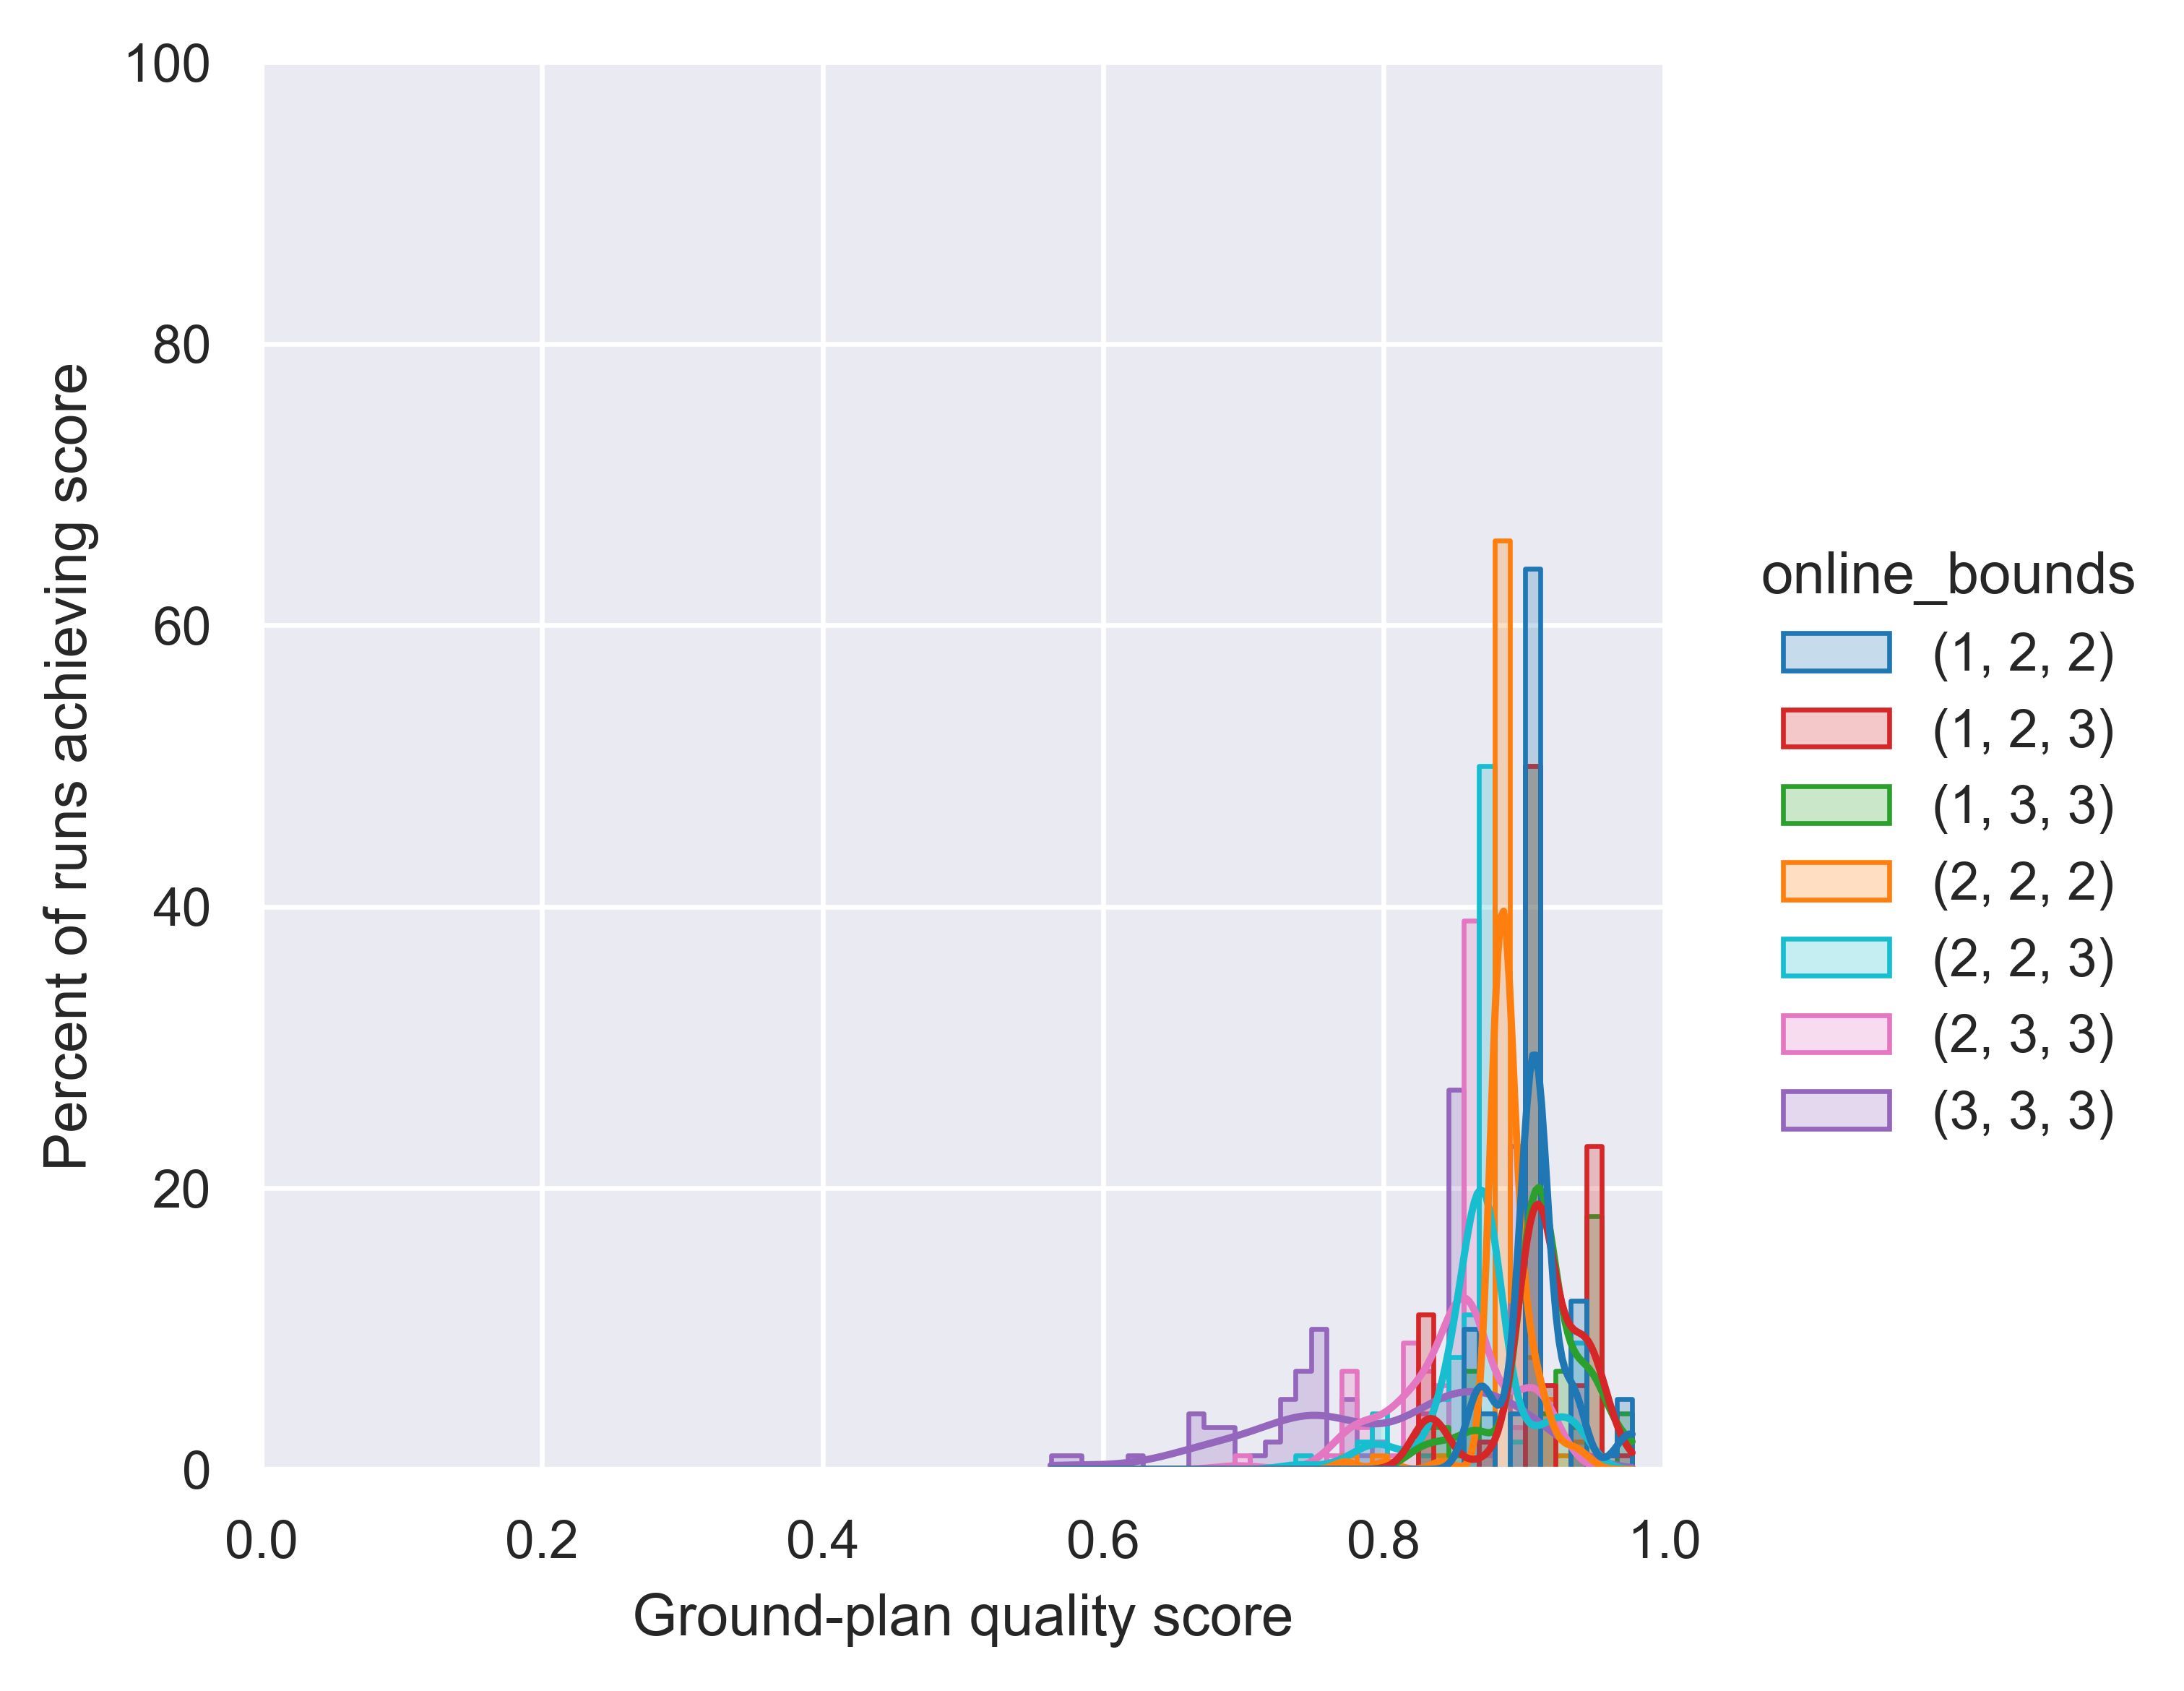 100
80
60
40
20
0
0.0 0.2 0.4 0.6 0.8 1.0
Percent of runs achieving score
Ground-plan quality score
online_bounds
(1, 2, 2)
(1, 2, 3)
(1, 3, 3)
(2, 2, 2)
(2, 2, 3)
(2, 3, 3)
(3, 3, 3)